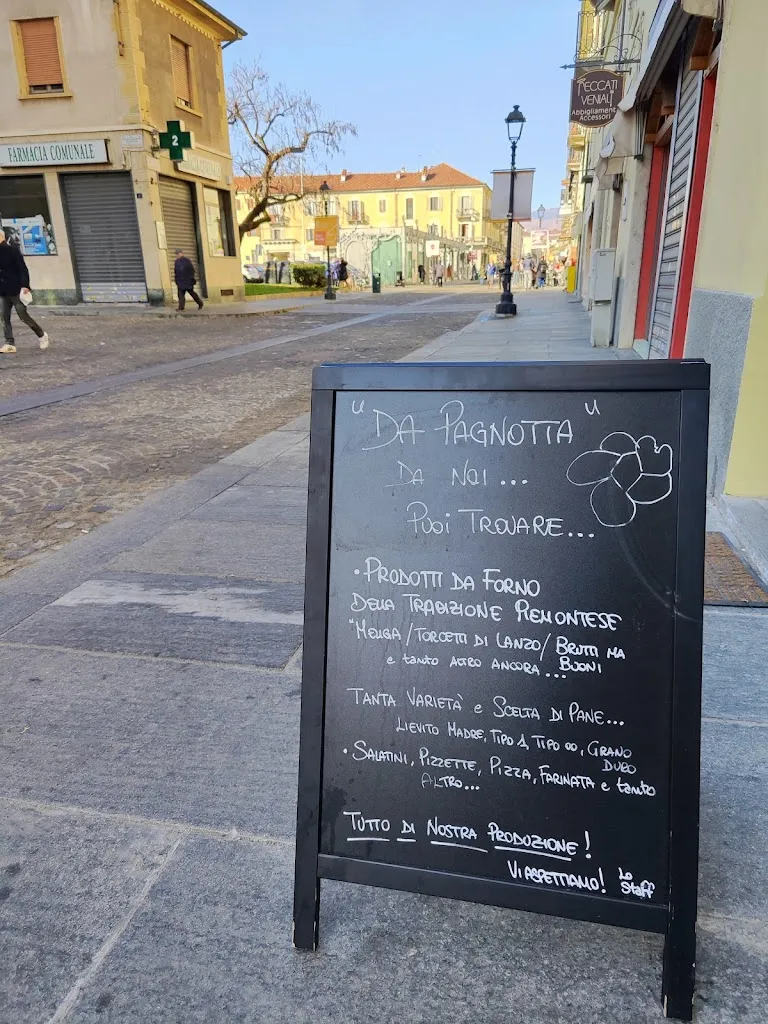 FARMACIA COMUNALE
2
PECCATI
VENIALI
Abbigliamento
Accessori
"DA PAGNOTTA"
DA NOI...
PUOI TROVARE...
• PRODOTTI DA FORNO
DELLA TRADIZIONE PIEMONTESE
"MELIGA/TORCETTI DI LANZO/BRUTTI MA
BUONI
e tanto ALTRO ANCORA...
TANTA VARIETÀ e SCELTA DI PANE...
LIEVITO MADRE, TIPO 1, TIPO 00, GRANO
DURO
• SALATINI, PIZZETTE, PIZZA, FARINATA e tanto
ALTRO...
TUTTO DI NOSTRA PRODUZIONE!
VI ASPETTIAMO! Lo
Staff